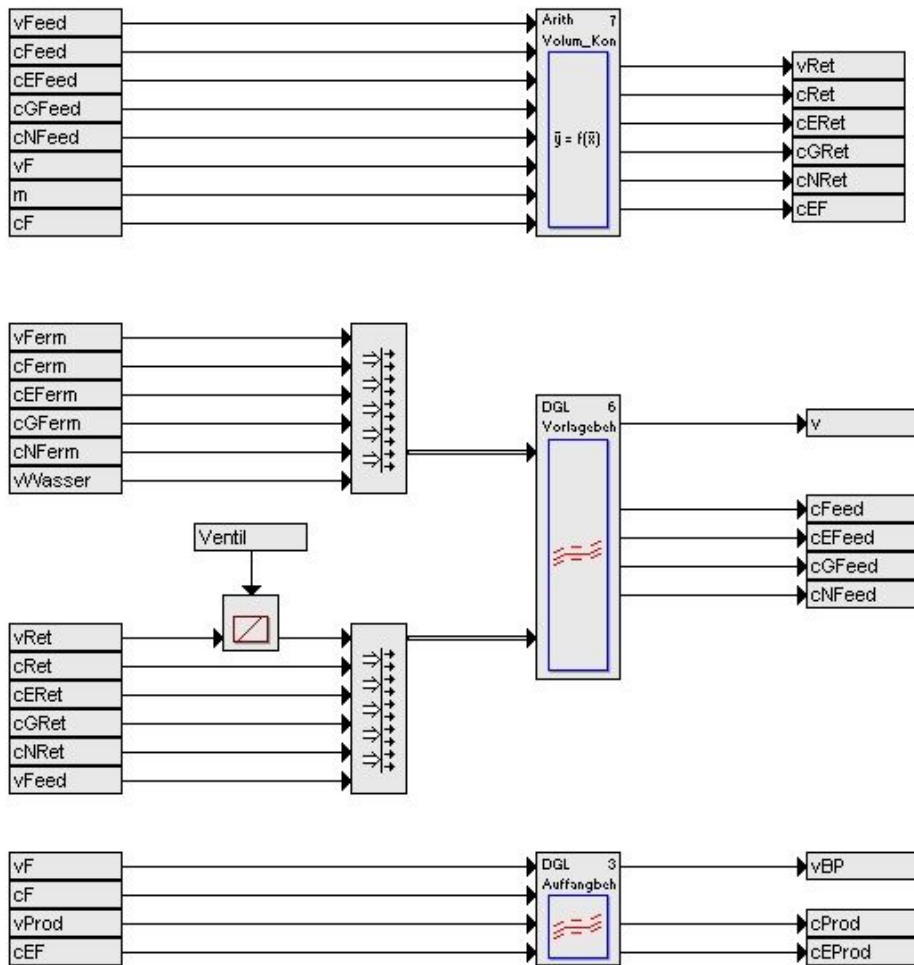 vFeed
cFeed
cEFeed
cGFeed
cNFeed
vF
m
cF
Arith 7
Volum_Kon
ȳ = f(x̄)
vRet
cRet
cERet
cGRet
cNRet
cEF
vFerm
cFerm
cEFerm
cGFerm
cNFerm
vWasser
DGL 6
Vorlagebeh
v
cFeed
cEFeed
cGFeed
cNFeed
Ventil
vRet
cRet
cERet
cGRet
cNRet
vFeed
vF
cF
vProd
cEF
DGL 3
Auffangbeh
vBP
cProd
cEProd